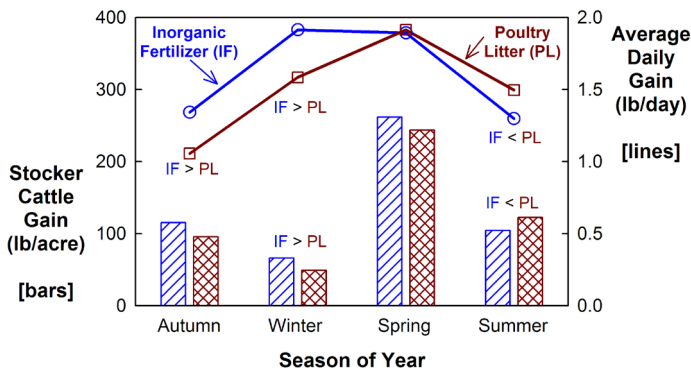 400
300
200
100
0
Stocker
Cattle
Gain
(lb/acre)
[bars]
Inorganic
Fertilizer (IF)
Poultry
Litter (PL)
IF > PL
IF > PL
IF < PL
IF > PL
IF < PL
2.0
1.5
1.0
0.5
0.0
Average
Daily
Gain
(lb/day)
[lines]
Autumn Winter Spring Summer
Season of Year